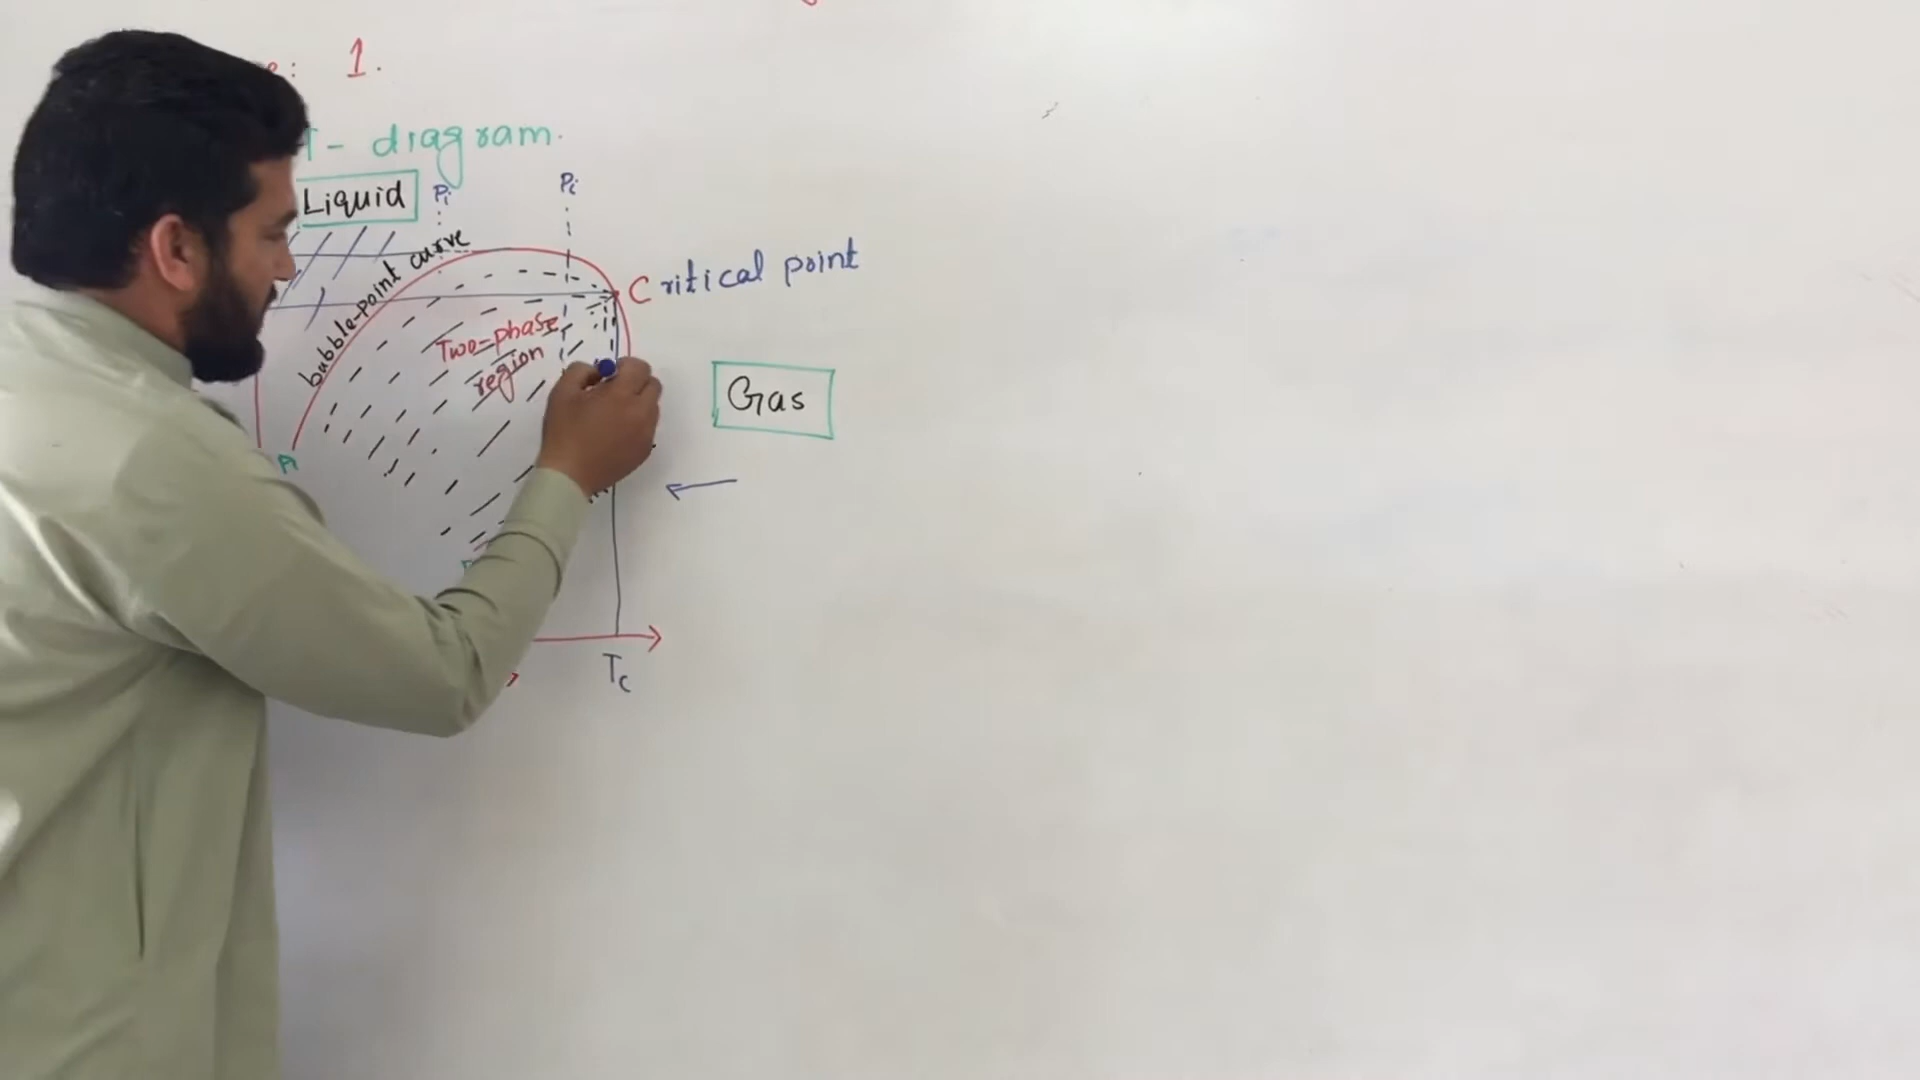 1.
T- diagram.
Liquid
Pi
Pi
bubble-point curve
Critical point
Two-phase
region
Gas
A
Tc